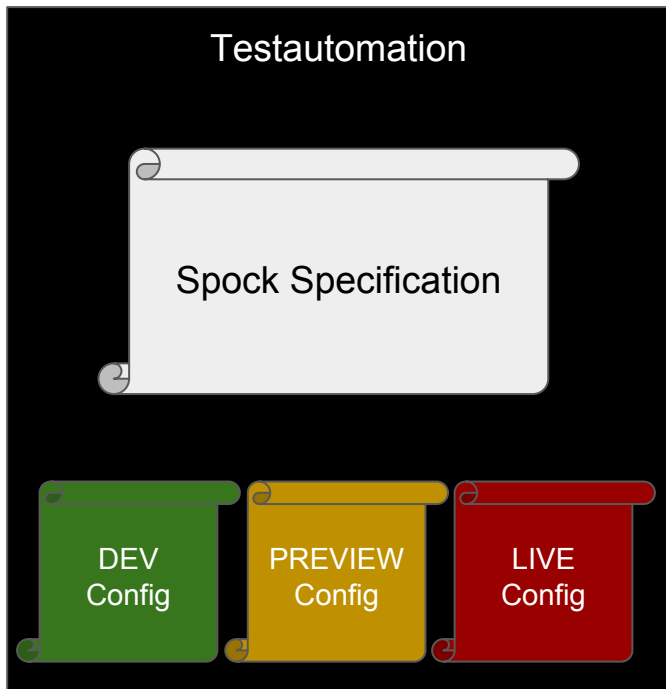 Testautomation
Spock Specification
DEV
Config
PREVIEW
Config
LIVE
Config